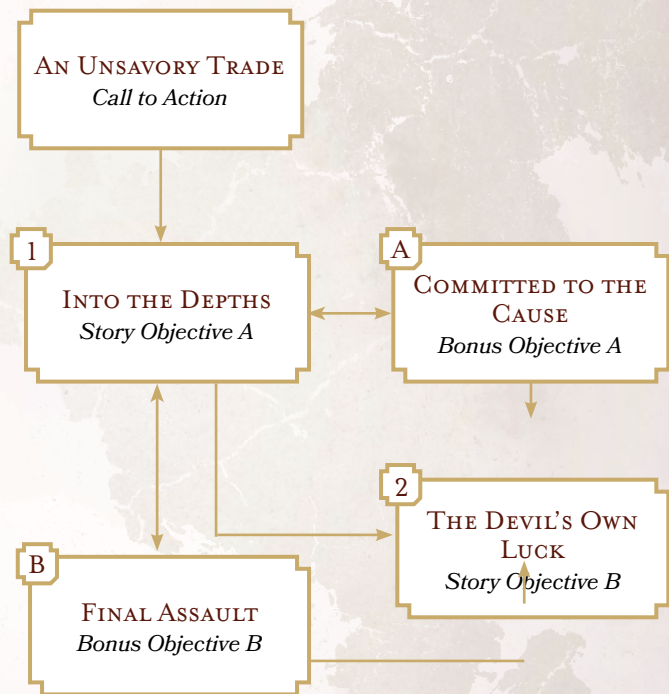 An Unsavory Trade
Call to Action
1
Into the Depths
Story Objective A
A
Committed to the
Cause
Bonus Objective A
2
The Devil's Own
Luck
Story Objective B
B
Final Assault
Bonus Objective B